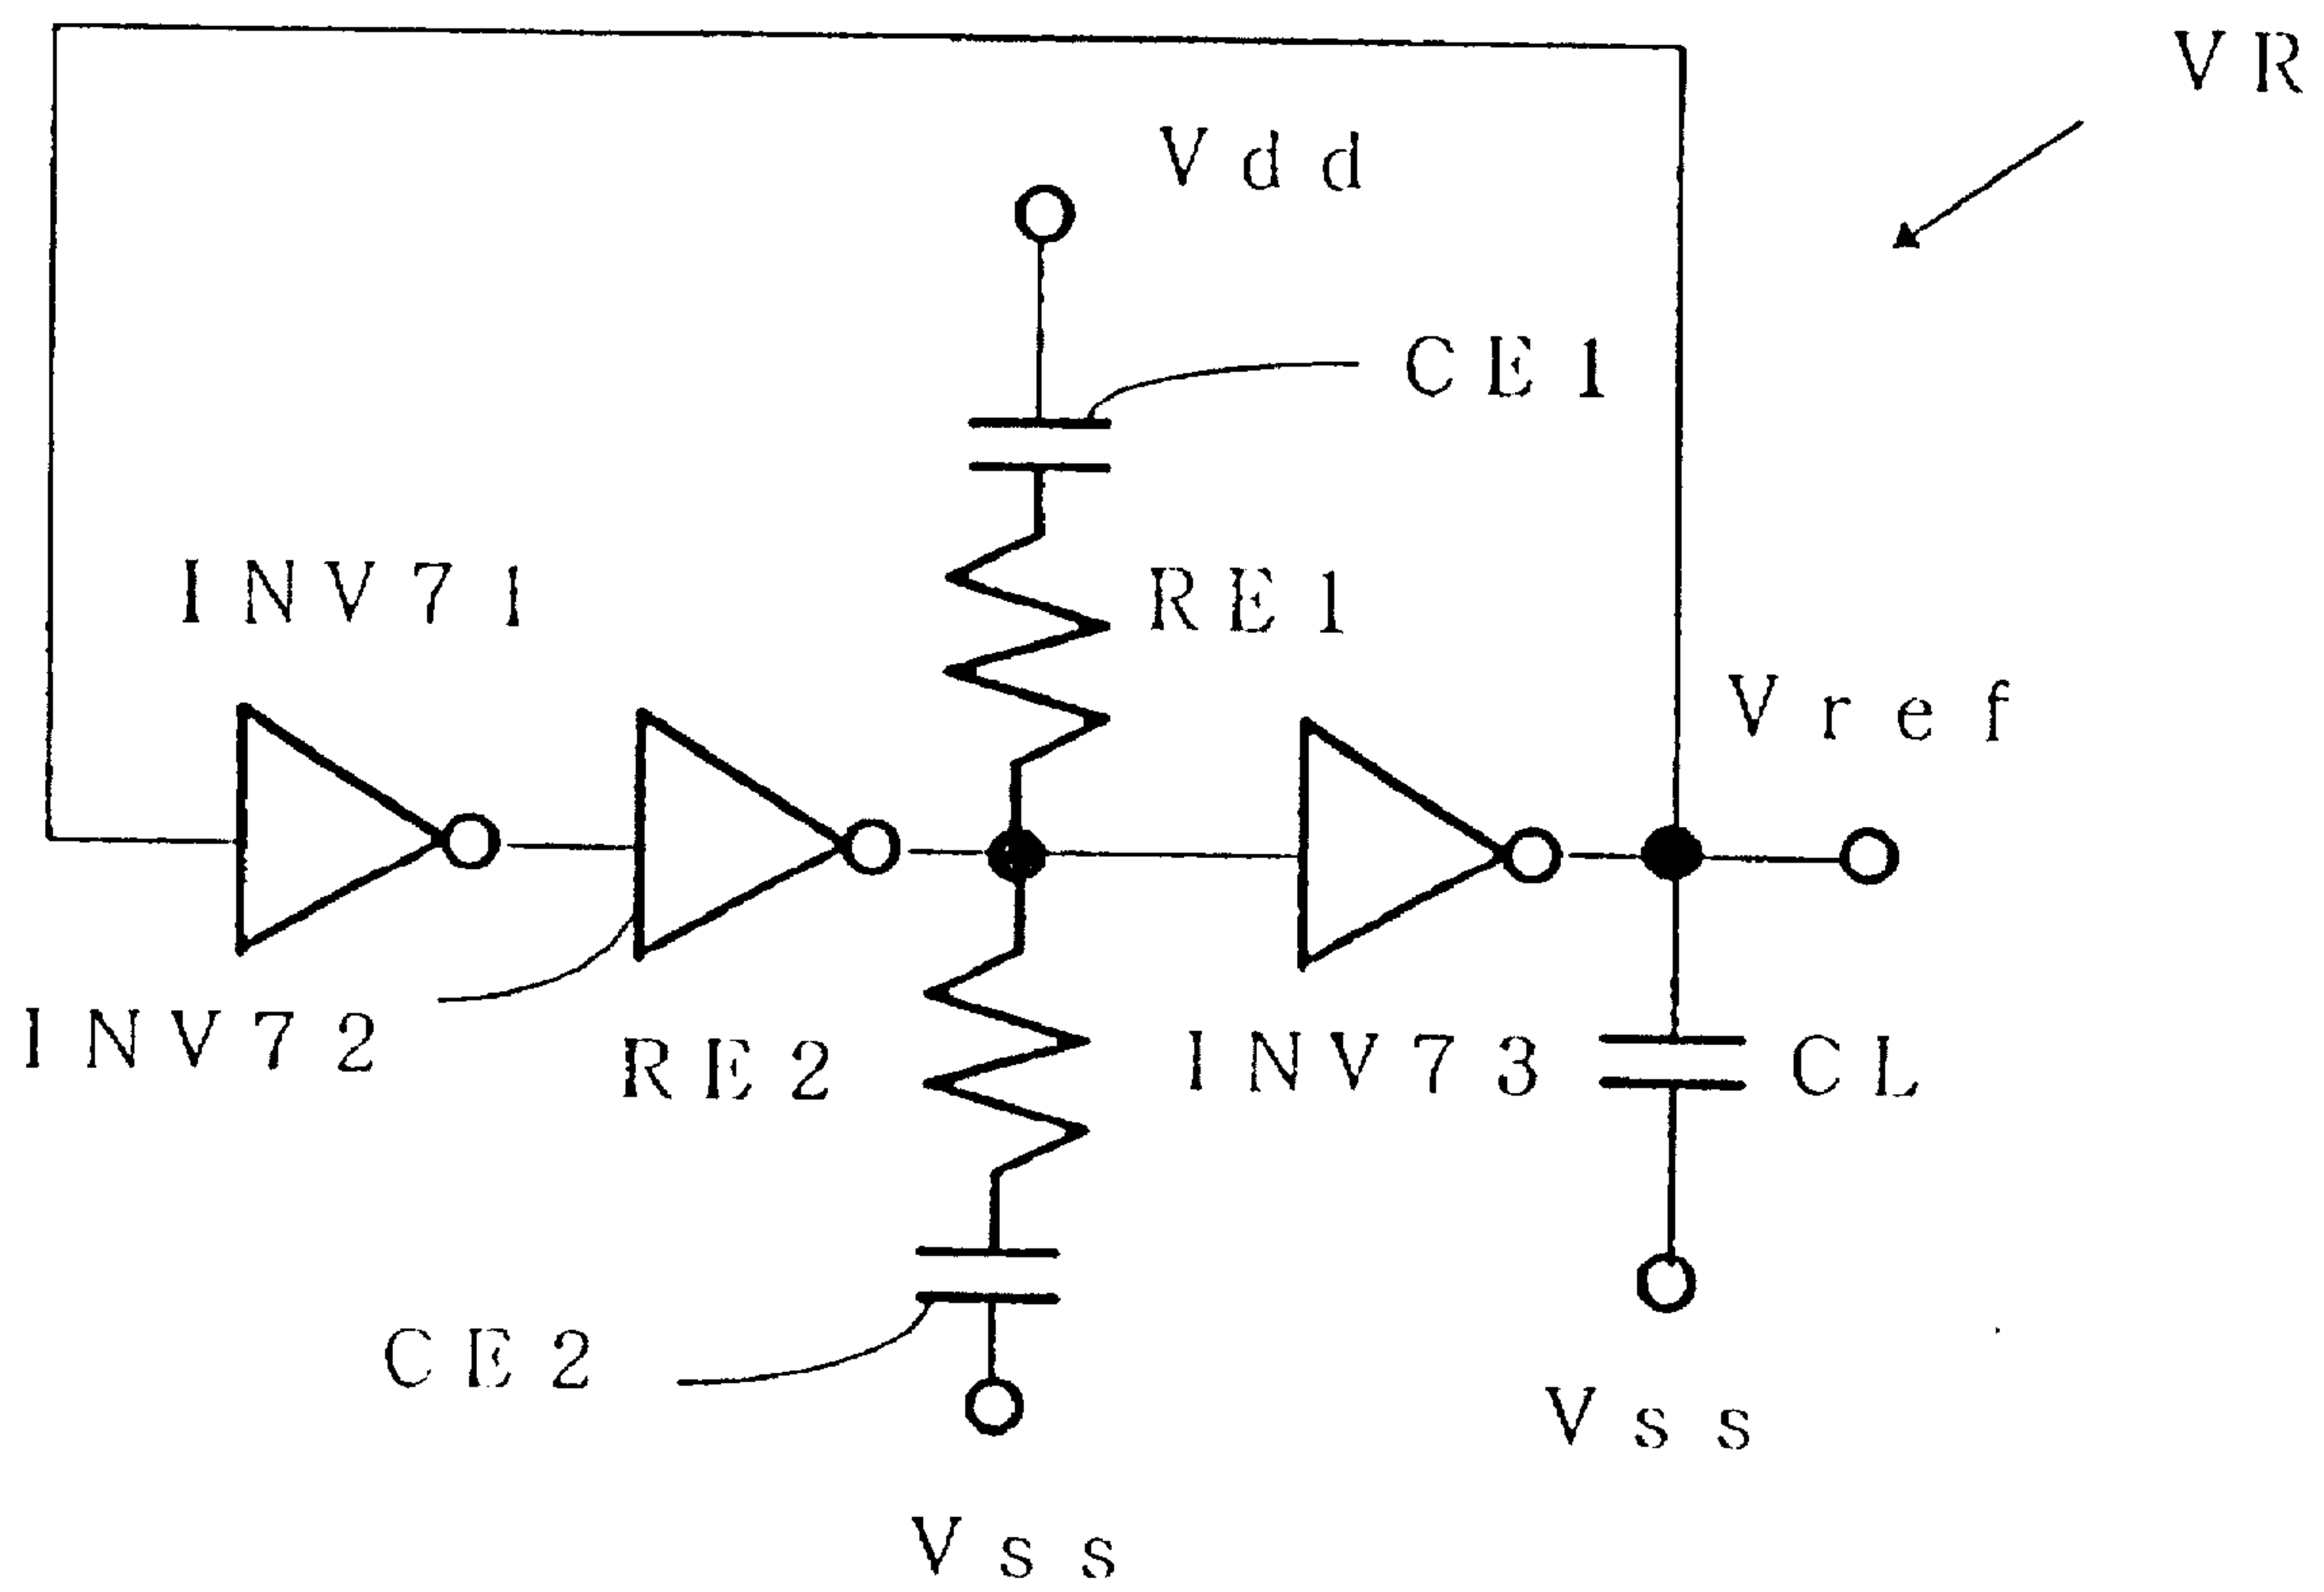 VR
Vdd
CE1
INV71
RE1
Vref
INV72
RE2
INV73
CL
CE2
Vss
Vss